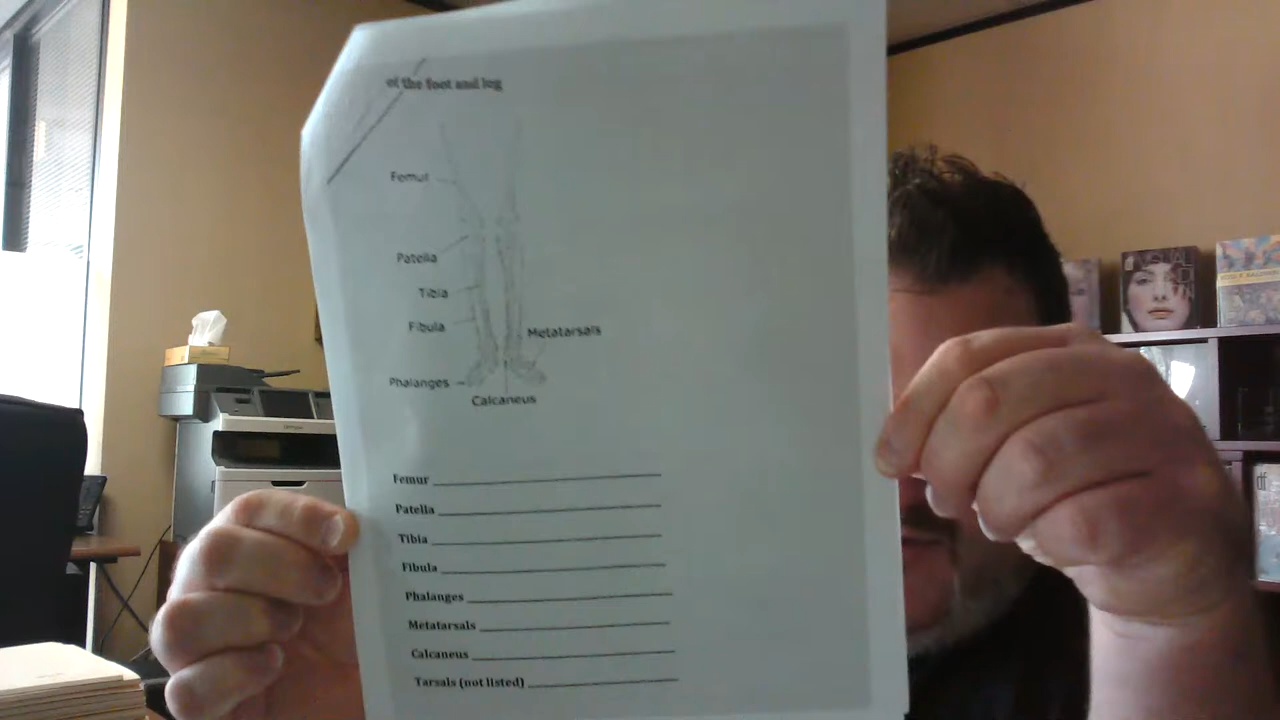 of the foot and leg
Femur
Patella
Tibia
Fibula
Metatarsals
Phalanges
Calcaneus
Femur
Patella
Tibia
Fibula
Phalanges
Metatarsals
Calcaneus
Tarsals (not listed)